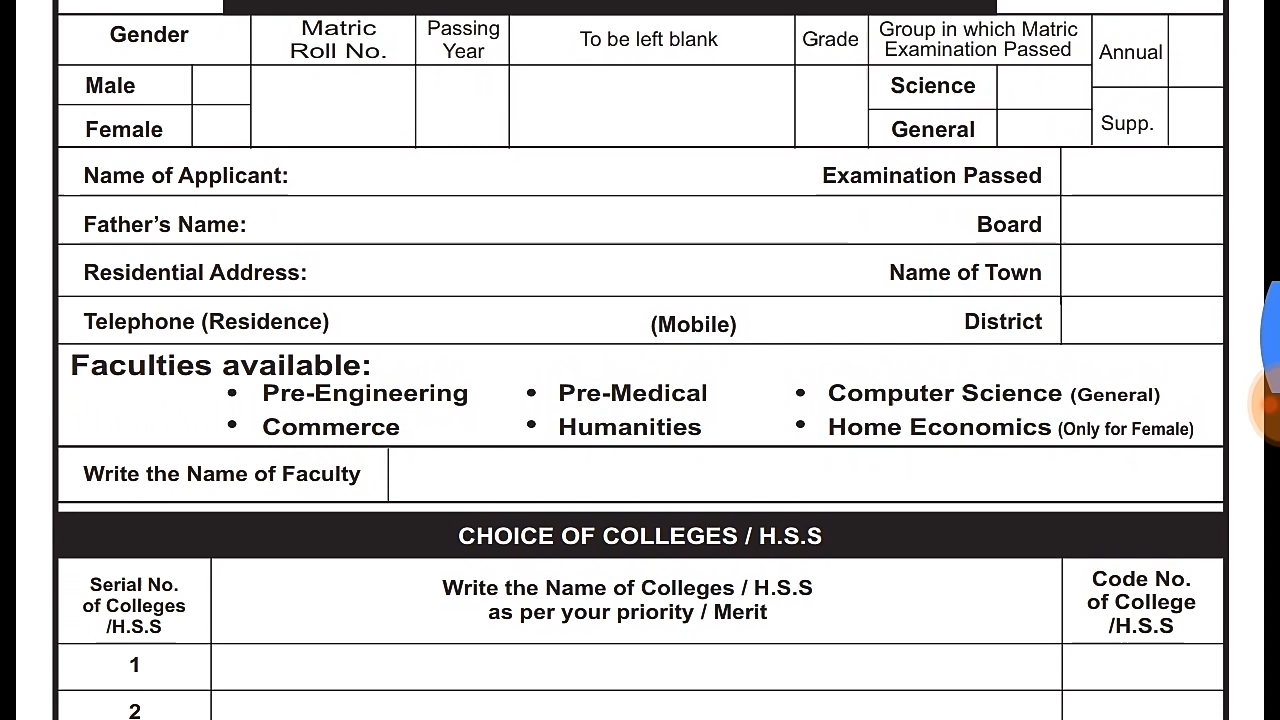 Gender
Matric
Roll No.
Passing
Year
To be left blank
Grade
Group in which Matric
Examination Passed
Annual
Male
Science
Female
General
Supp.
Name of Applicant:
Examination Passed
Father’s Name:
Board
Residential Address:
Name of Town
Telephone (Residence)
(Mobile)
District
Faculties available:
• Pre-Engineering • Pre-Medical • Computer Science (General)
• Commerce • Humanities • Home Economics (Only for Female)
Write the Name of Faculty
CHOICE OF COLLEGES / H.S.S
Serial No.
of Colleges
/H.S.S
Write the Name of Colleges / H.S.S
as per your priority / Merit
Code No.
of College
/H.S.S
1
2